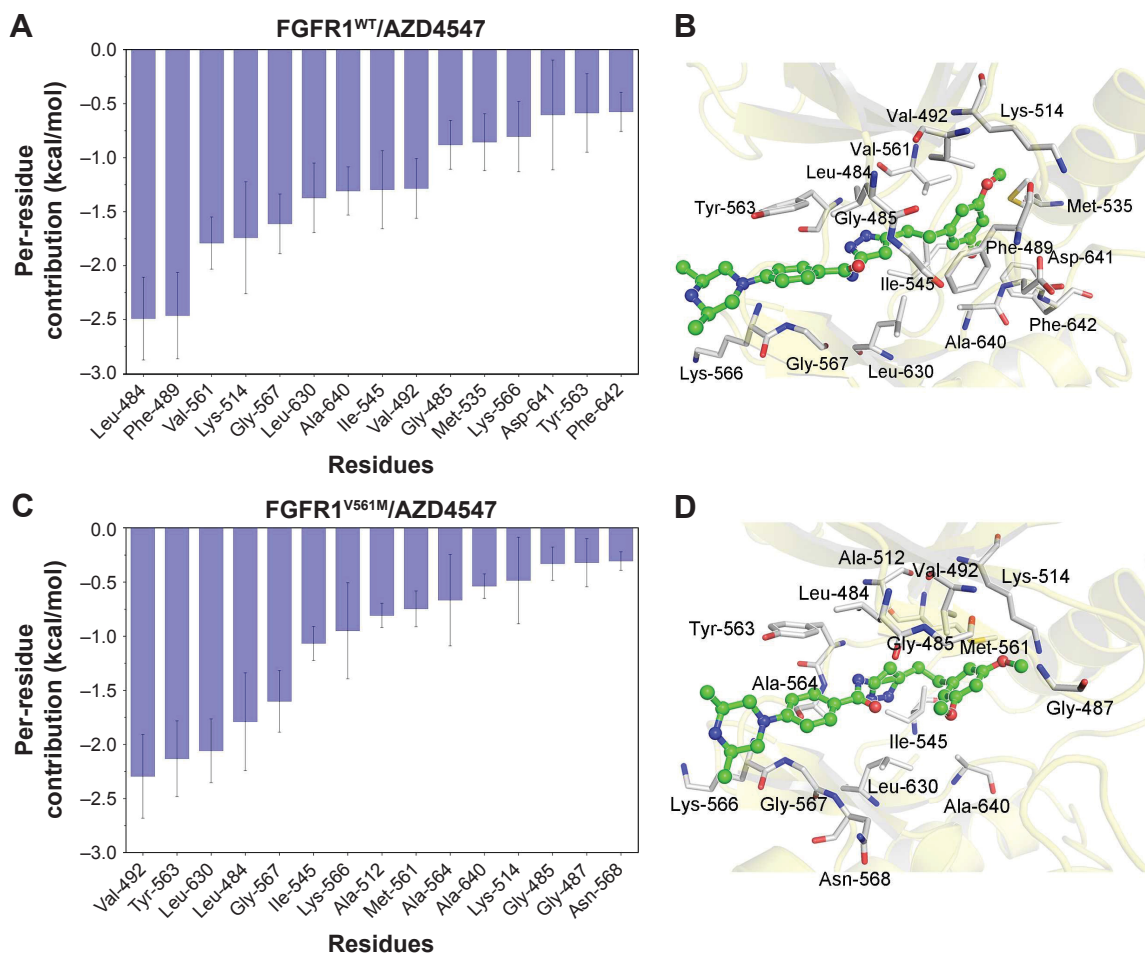 A
FGFR1WT/AZD4547
Per-residue
contribution (kcal/mol)
0.0
–0.5
–1.0
–1.5
–2.0
–2.5
–3.0
Leu-484
Phe-489
Val-561
Lys-514
Gly-567
Leu-630
Ala-640
Ile-545
Val-492
Gly-485
Met-535
Lys-566
Asp-641
Tyr-563
Phe-642
Residues
B
Val-492
Lys-514
Val-561
Leu-484
Tyr-563
Gly-485
Met-535
Phe-489
Asp-641
Ile-545
Phe-642
Ala-640
Lys-566
Gly-567
Leu-630
C
FGFR1V561M/AZD4547
Per-residue
contribution (kcal/mol)
0.0
–0.5
–1.0
–1.5
–2.0
–2.5
–3.0
Val-492
Tyr-563
Leu-630
Leu-484
Gly-567
Ile-545
Lys-566
Ala-512
Met-561
Ala-564
Ala-640
Lys-514
Gly-485
Gly-487
Asn-568
Residues
D
Ala-512
Val-492
Lys-514
Leu-484
Tyr-563
Gly-485
Met-561
Ala-564
Gly-487
Ile-545
Lys-566
Gly-567
Leu-630
Ala-640
Asn-568